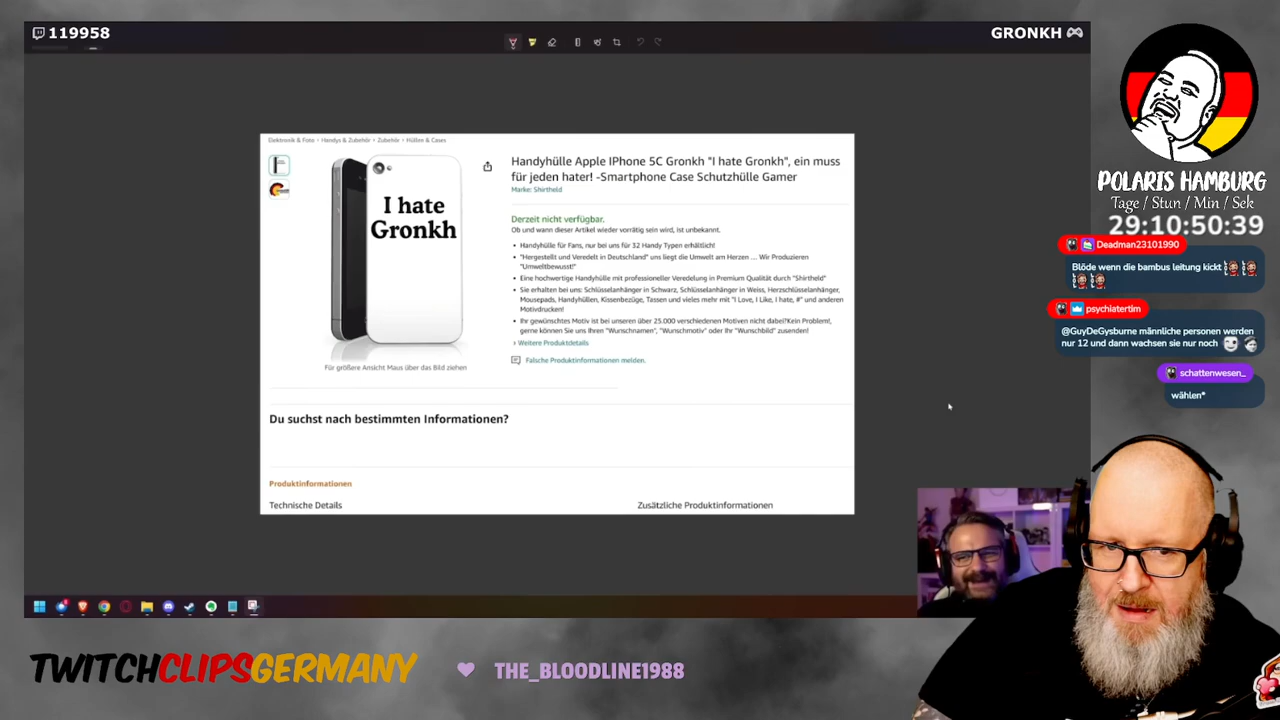 119958
GRONKH
Elektronik & Foto › Handys & Zubehör › Zubehör › Hüllen & Cases
I hate
Gronkh
Für größere Ansicht Maus über das Bild ziehen
Handyhülle Apple IPhone 5C Gronkh "I hate Gronkh", ein muss
für jeden hater! -Smartphone Case Schutzhülle Gamer
Marke: Shirtheld
Derzeit nicht verfügbar.
Ob und wann dieser Artikel wieder vorrätig sein wird, ist unbekannt.
• Handyhülle für Fans, nur bei uns für 32 Handy Typen erhältlich!
• "Hergestellt und Veredelt in Deutschland" uns liegt die Umwelt am Herzen ... Wir Produzieren
"Umweltbewusst!"
• Eine hochwertige Handyhülle mit professioneller Veredelung in Premium Qualität durch "Shirtheld"
• Sie erhalten bei uns: Schlüsselanhänger in Schwarz, Schlüsselanhänger in Weiss, Herzschlüsselanhänger,
Mousepads, Handyhüllen, Kissenbezüge, Tassen und vieles mehr mit "I Love, I Like, I hate, #" und anderen
Motivdrucken!
• Ihr gewünschtes Motiv ist bei unseren über 25.000 verschiedenen Motiven nicht dabei?Kein Problem!,
gerne können Sie uns Ihren "Wunschnamen", "Wunschmotiv" oder Ihr "Wunschbild" zusenden!
› Weitere Produktdetails
Falsche Produktinformationen melden.
Du suchst nach bestimmten Informationen?
Produktinformationen
Technische Details
Zusätzliche Produktinformationen
POLARIS HAMBURG
Tage / Stun / Min / Sek
29:10:50:39
Deadman23101990
Blöde wenn die bambus leitung kickt
psychiatertim
@GuyDeGysburne männliche personen werden
nur 12 und dann wachsen sie nur noch
schattenwesen_
wählen*
TWITCHCLIPSGERMANY
THE_BLOODLINE1988